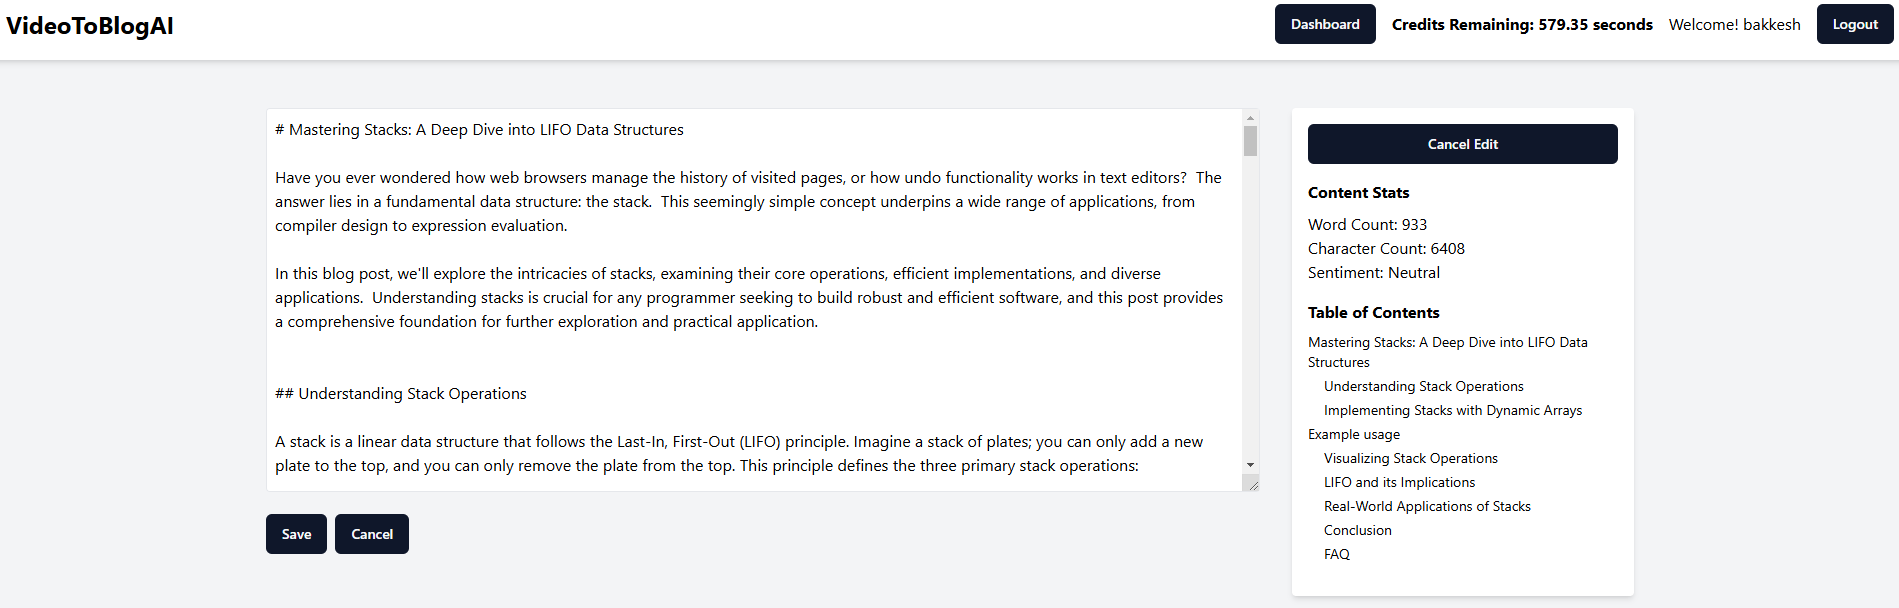 VideoToBlogAI
Dashboard
Credits Remaining: 579.35 seconds
Welcome! bakkesh
Logout
# Mastering Stacks: A Deep Dive into LIFO Data Structures
Have you ever wondered how web browsers manage the history of visited pages, or how undo functionality works in text editors?  The
answer lies in a fundamental data structure: the stack.  This seemingly simple concept underpins a wide range of applications, from
compiler design to expression evaluation.
In this blog post, we'll explore the intricacies of stacks, examining their core operations, efficient implementations, and diverse
applications.  Understanding stacks is crucial for any programmer seeking to build robust and efficient software, and this post provides
a comprehensive foundation for further exploration and practical application.
## Understanding Stack Operations
A stack is a linear data structure that follows the Last-In, First-Out (LIFO) principle. Imagine a stack of plates; you can only add a new
plate to the top, and you can only remove the plate from the top. This principle defines the three primary stack operations:
Save
Cancel
Cancel Edit
Content Stats
Word Count: 933
Character Count: 6408
Sentiment: Neutral
Table of Contents
Mastering Stacks: A Deep Dive into LIFO Data
Structures
Understanding Stack Operations
Implementing Stacks with Dynamic Arrays
Example usage
Visualizing Stack Operations
LIFO and its Implications
Real-World Applications of Stacks
Conclusion
FAQ